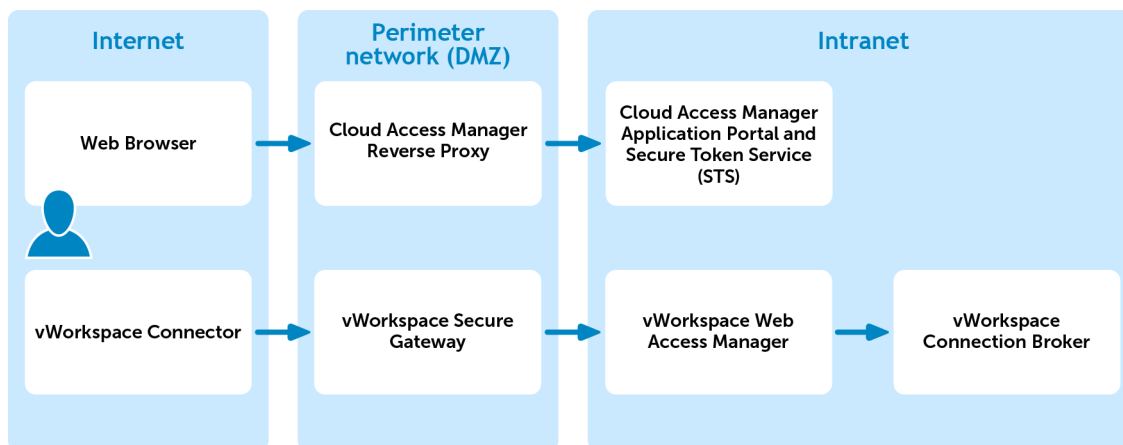 Internet
Perimeter
network (DMZ)
Intranet
Web Browser
Cloud Access Manager
Reverse Proxy
Cloud Access Manager
Application Portal and
Secure Token Service
(STS)
vWorkspace Connector
vWorkspace Secure
Gateway
vWorkspace Web
Access Manager
vWorkspace
Connection Broker